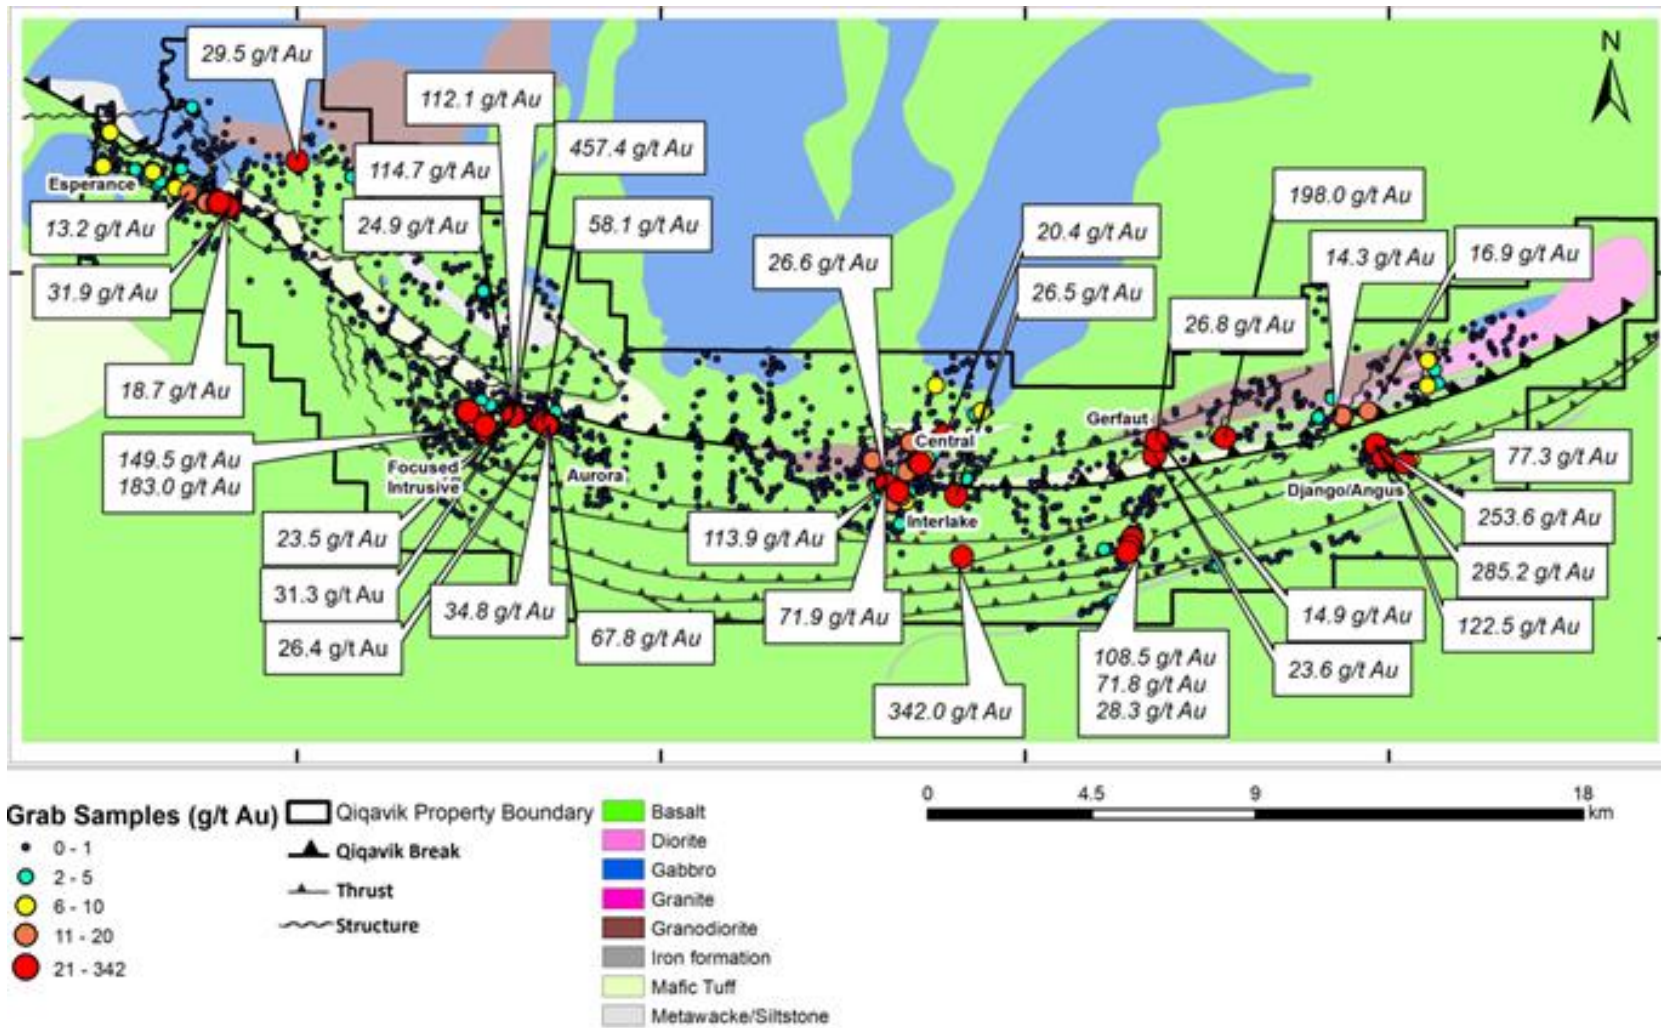 N
29.5 g/t Au
112.1 g/t Au
457.4 g/t Au
114.7 g/t Au
24.9 g/t Au
58.1 g/t Au
Esperance
13.2 g/t Au
31.9 g/t Au
18.7 g/t Au
149.5 g/t Au
183.0 g/t Au
Focused
Intrusive
Aurora
23.5 g/t Au
31.3 g/t Au
26.4 g/t Au
34.8 g/t Au
67.8 g/t Au
26.6 g/t Au
20.4 g/t Au
26.5 g/t Au
Central
Interlake
113.9 g/t Au
71.9 g/t Au
342.0 g/t Au
198.0 g/t Au
14.3 g/t Au
16.9 g/t Au
26.8 g/t Au
Gerfaut
Django/Angus
77.3 g/t Au
253.6 g/t Au
285.2 g/t Au
122.5 g/t Au
14.9 g/t Au
23.6 g/t Au
108.5 g/t Au
71.8 g/t Au
28.3 g/t Au
Grab Samples (g/t Au)
0 - 1
2 - 5
6 - 10
11 - 20
21 - 342
Qiqavik Property Boundary
Qiqavik Break
Thrust
Structure
Basalt
Diorite
Gabbro
Granite
Granodiorite
Iron formation
Mafic Tuff
Metawacke/Siltstone
0 4.5 9 18
km